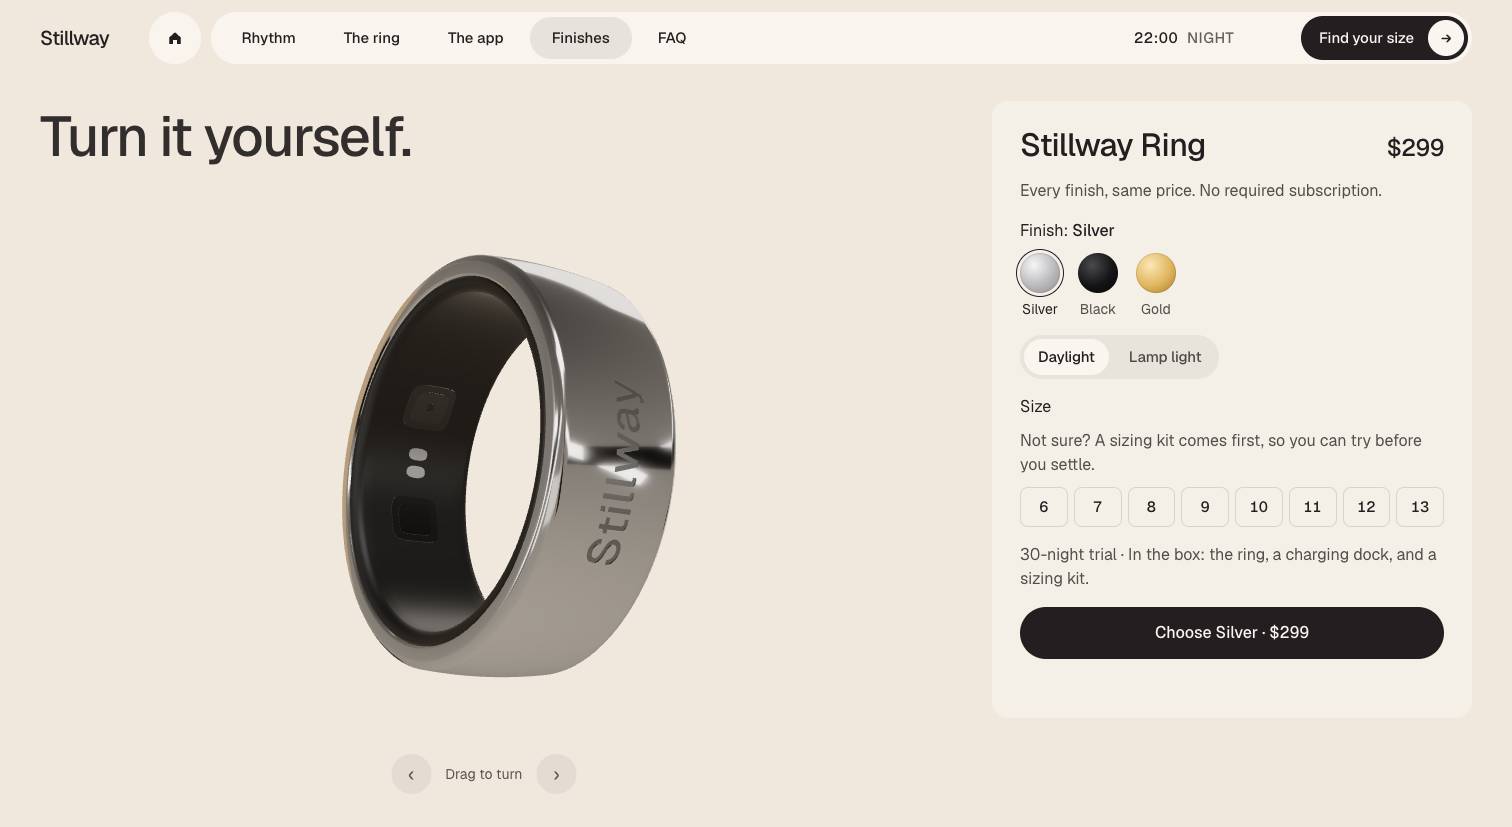 Stillway
Rhythm
The ring
The app
Finishes
FAQ
22:00 NIGHT
Find your size
Turn it yourself.
Stillway
Drag to turn
Stillway Ring
$299
Every finish, same price. No required subscription.
Finish: Silver
Silver
Black
Gold
Daylight
Lamp light
Size
Not sure? A sizing kit comes first, so you can try before
you settle.
6
7
8
9
10
11
12
13
30-night trial · In the box: the ring, a charging dock, and a
sizing kit.
Choose Silver · $299